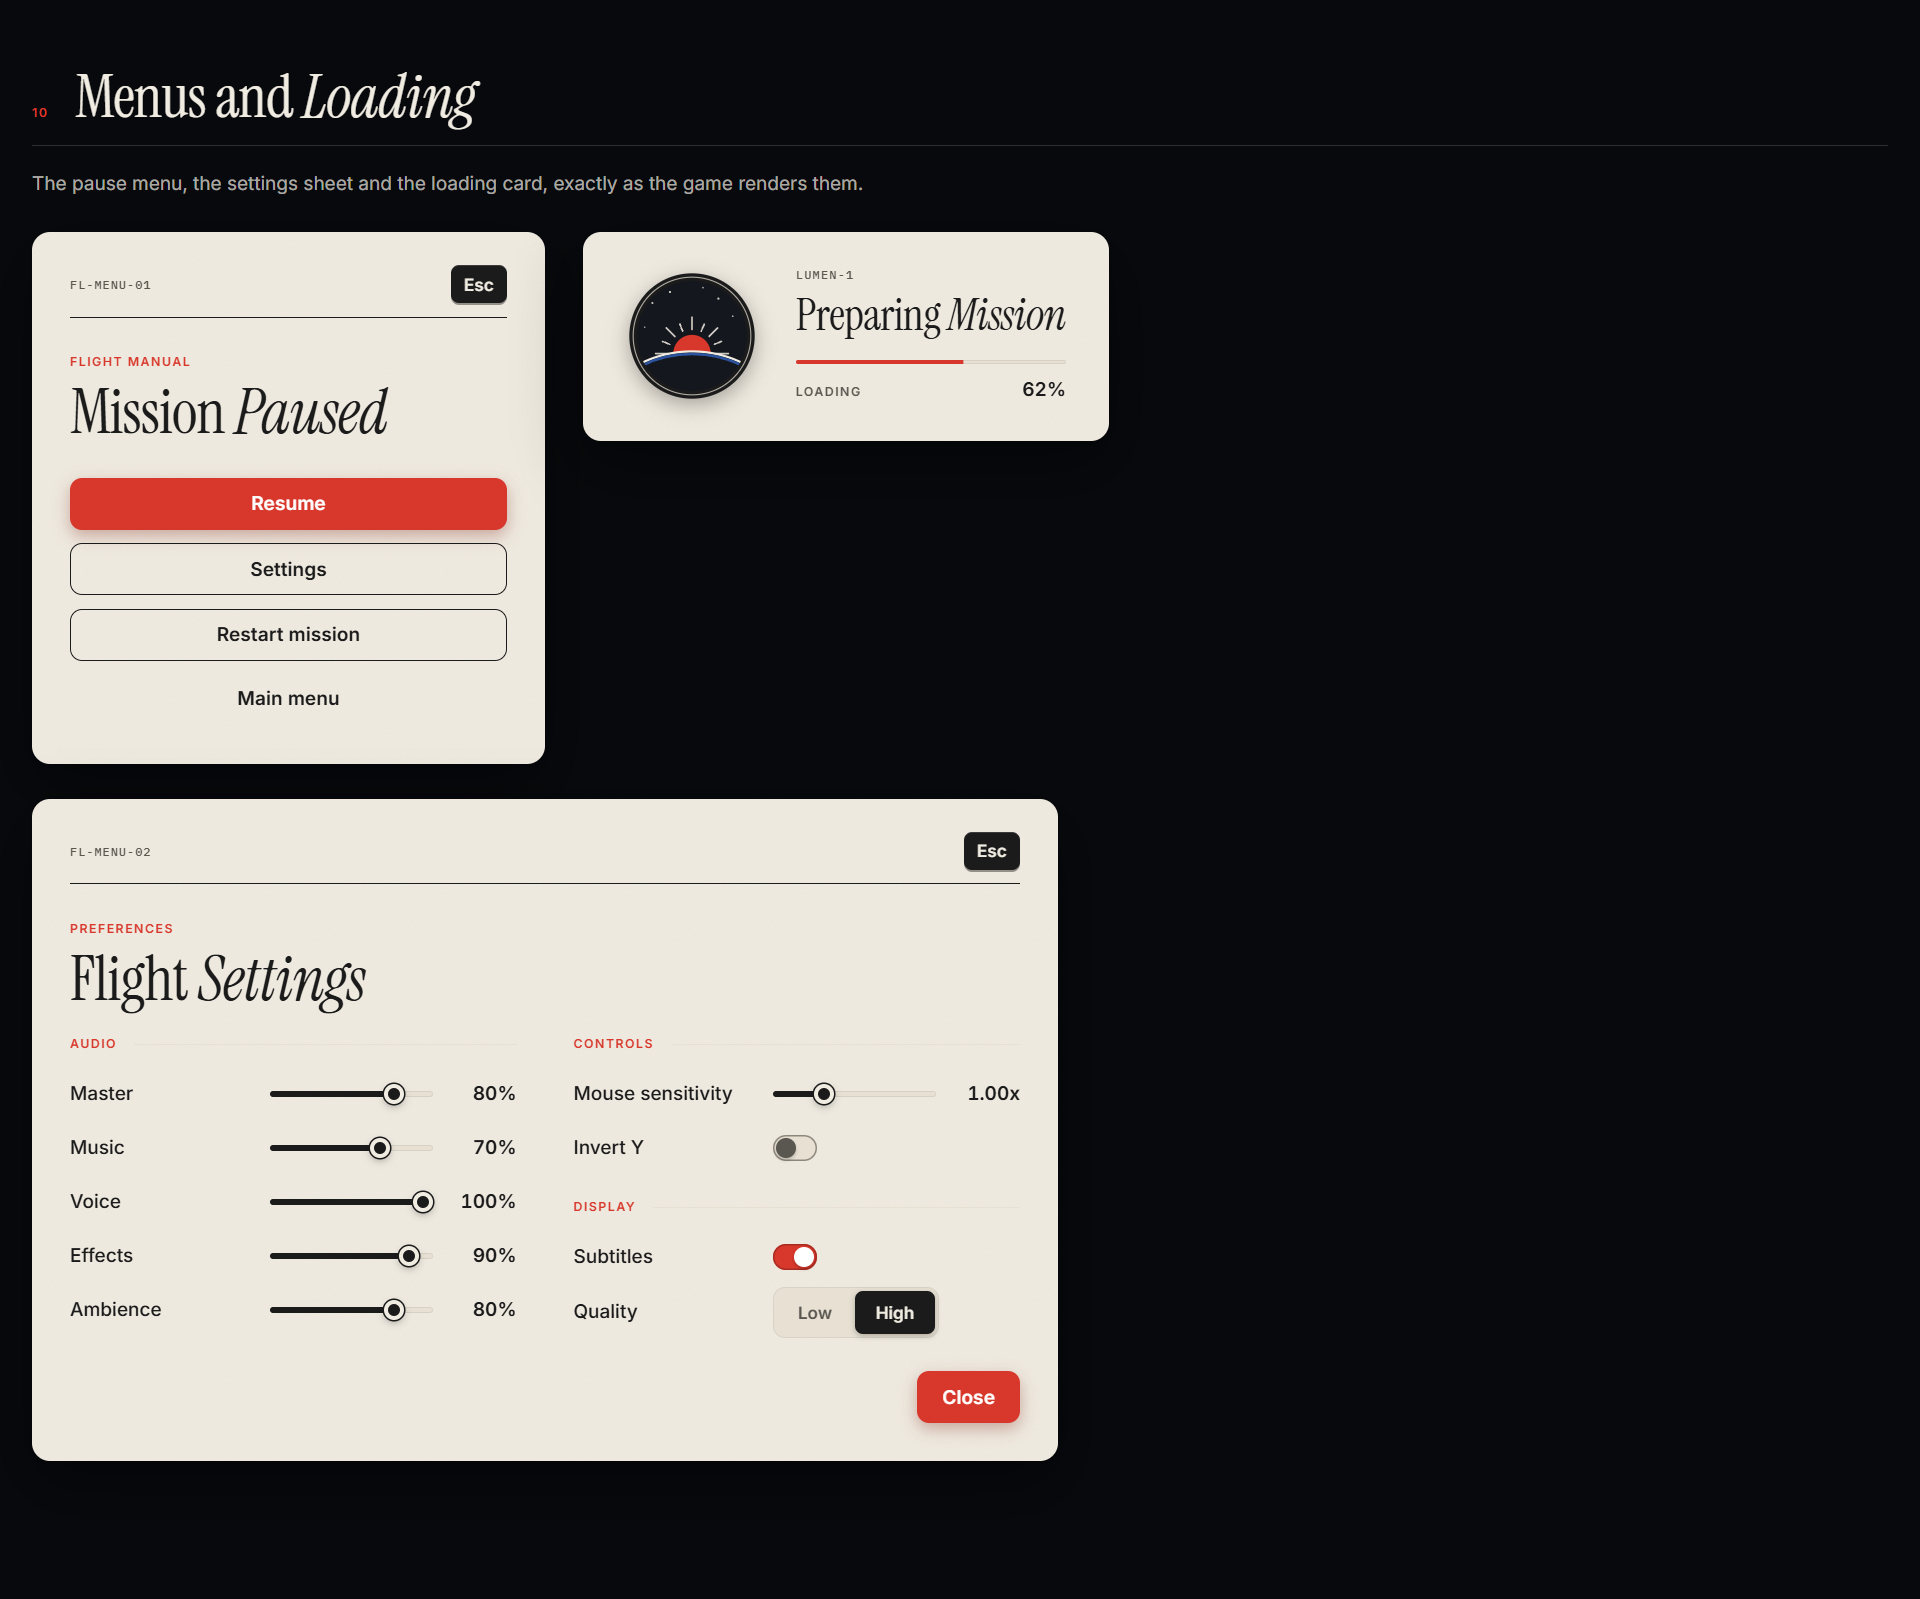 10 Menus and Loading
The pause menu, the settings sheet and the loading card, exactly as the game renders them.
FL-MENU-01 Esc
FLIGHT MANUAL
Mission Paused
Resume
Settings
Restart mission
Main menu
LUMEN-1
Preparing Mission
LOADING 62%
FL-MENU-02 Esc
PREFERENCES
Flight Settings
AUDIO
Master 80%
Music 70%
Voice 100%
Effects 90%
Ambience 80%
CONTROLS
Mouse sensitivity 1.00x
Invert Y
DISPLAY
Subtitles
Quality Low High
Close